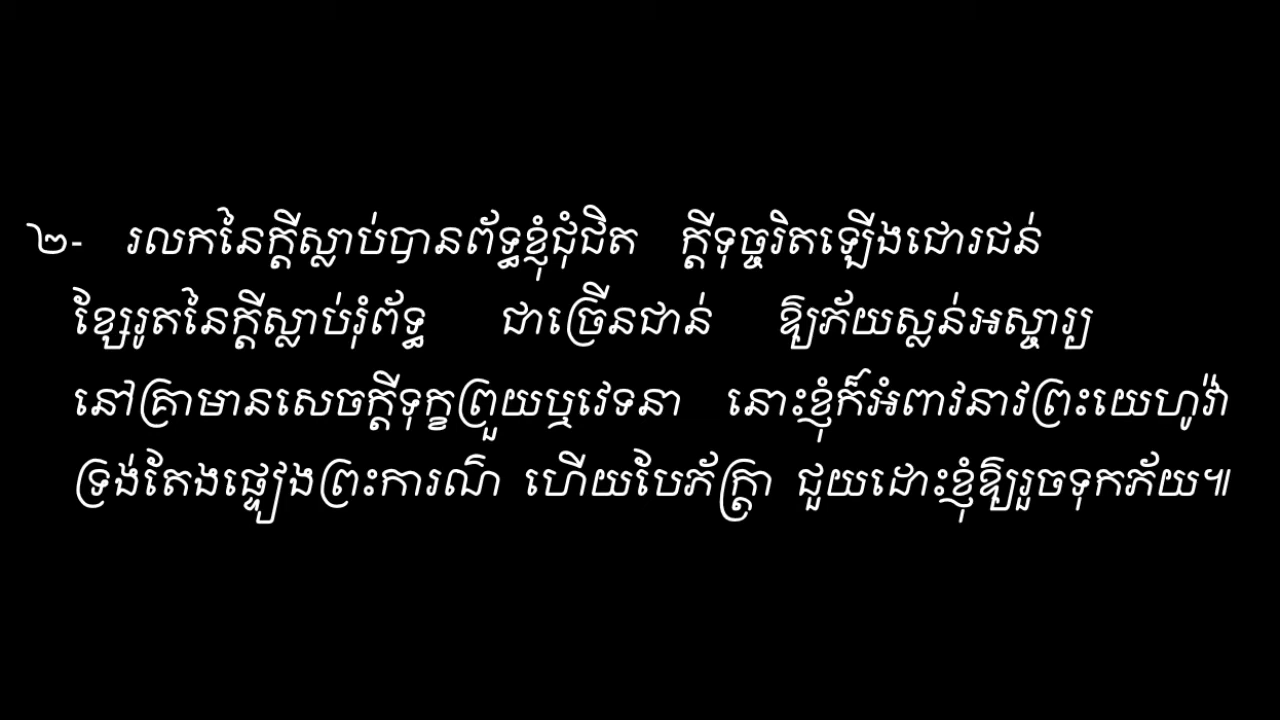 ២- រលកនៃក្ដីស្លាប់បានព័ទ្ធខ្ញុំជុំជិត ក្ដីទុច្ចរិតឡើងជោរជន់
ខ្សែរូតនៃក្ដីស្លាប់រុំព័ទ្ធ ជាច្រើនជាន់ ឱ្យភ័យស្លន់អស្ចារ្យ
នៅគ្រាមានសេចក្ដីទុក្ខព្រួយឬវេទនា នោះខ្ញុំក៏អំពាវនាវព្រះយេហូវ៉ា
ទ្រង់តែងផ្ទៀងព្រះការណ៌ ហើយបែភ័ក្ត្រា ជួយដោះខ្ញុំឱ្យរួចទុកភ័យ៕